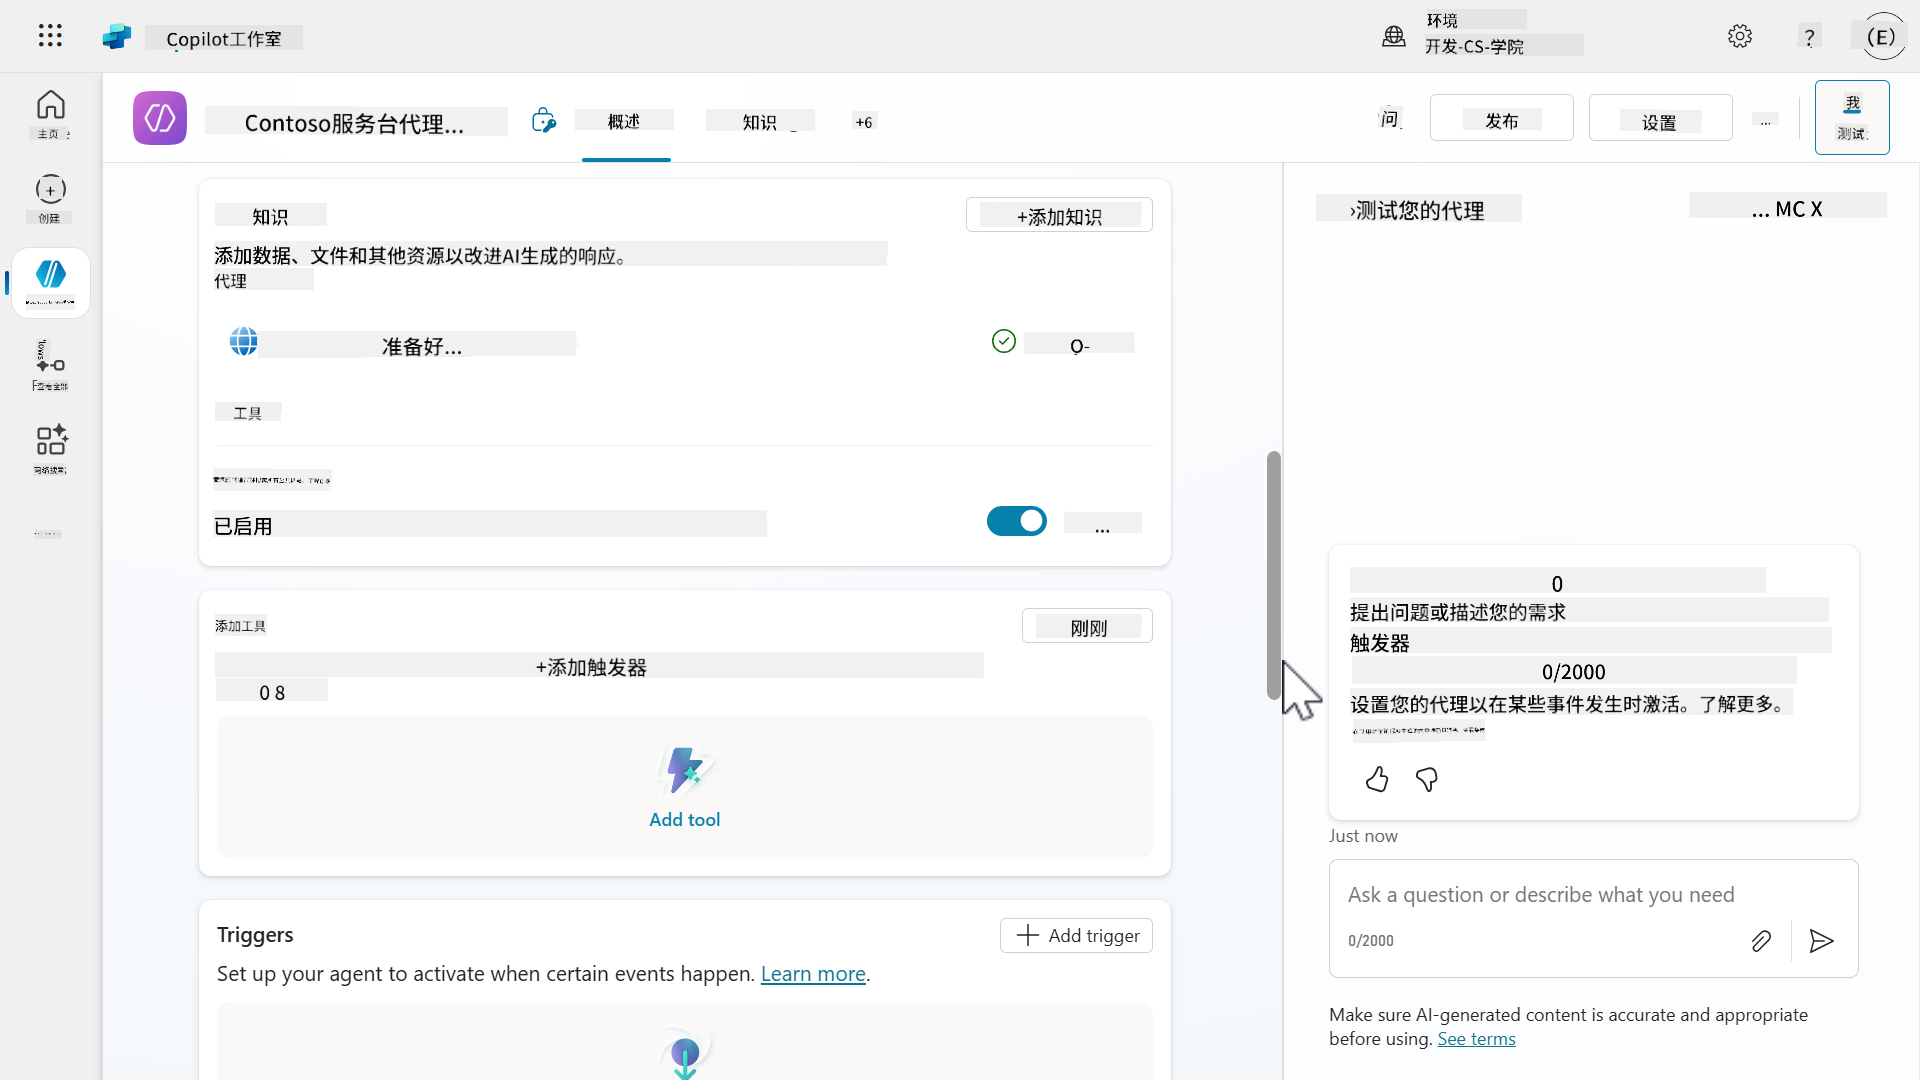 Copilot工作室
环境
开发-CS-学院
?
(E)
主页
Contoso服务台代理...
概述
知识
+6
问
发布
设置
...
我
测试
创建
知识
+添加知识
›测试您的代理
... MC X
添加数据、文件和其他资源以改进AI生成的响应。
代理
准备好...
Q-
查看全部
工具
网络搜索
已启用
...
0
提出问题或描述您的需求
触发器
0/2000
设置您的代理以在某些事件发生时激活。了解更多。
添加工具
刚刚
+添加触发器
0 8
Add tool
Just now
Ask a question or describe what you need
0/2000
Triggers
Add trigger
Set up your agent to activate when certain events happen. Learn more.
Make sure AI-generated content is accurate and appropriate
before using. See terms